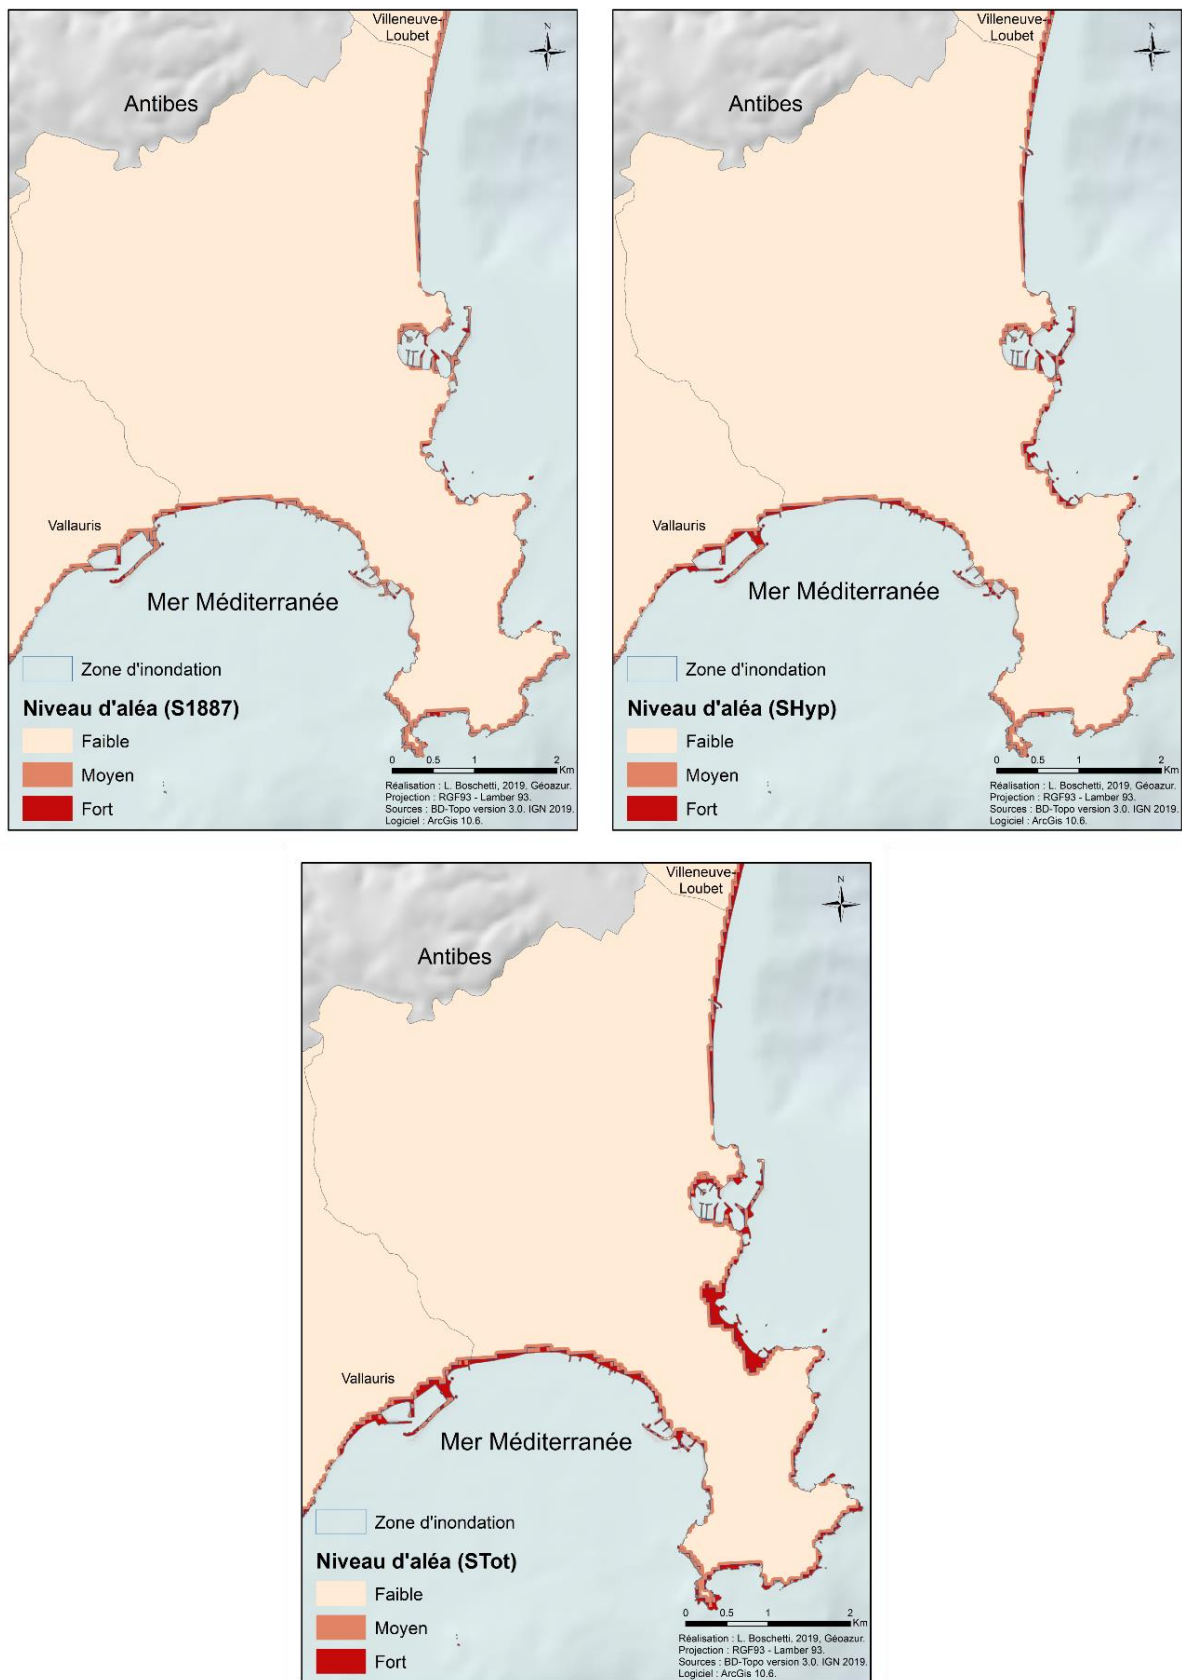 Villeneuve-
Loubet
N
Antibes
Vallauris
Mer Méditerranée
Zone d'inondation
Niveau d'aléa (S1887)
Faible
Moyen
Fort
0 0.5 1 2
Km
Réalisation : L. Boschetti, 2019, Géoazur.
Projection : RGF93 - Lamber 93.
Sources : BD-Topo version 3.0. IGN 2019.
Logiciel : ArcGis 10.6.
Villeneuve-
Loubet
N
Antibes
Vallauris
Mer Méditerranée
Zone d'inondation
Niveau d'aléa (SHyp)
Faible
Moyen
Fort
0 0.5 1 2
Km
Réalisation : L. Boschetti, 2019, Géoazur.
Projection : RGF93 - Lamber 93.
Sources : BD-Topo version 3.0. IGN 2019.
Logiciel : ArcGis 10.6.
Villeneuve-
Loubet
N
Antibes
Vallauris
Mer Méditerranée
Zone d'inondation
Niveau d'aléa (STot)
Faible
Moyen
Fort
0 0.5 1 2
Km
Réalisation : L. Boschetti, 2019, Géoazur.
Projection : RGF93 - Lamber 93.
Sources : BD-Topo version 3.0. IGN 2019.
Logiciel : ArcGis 10.6.